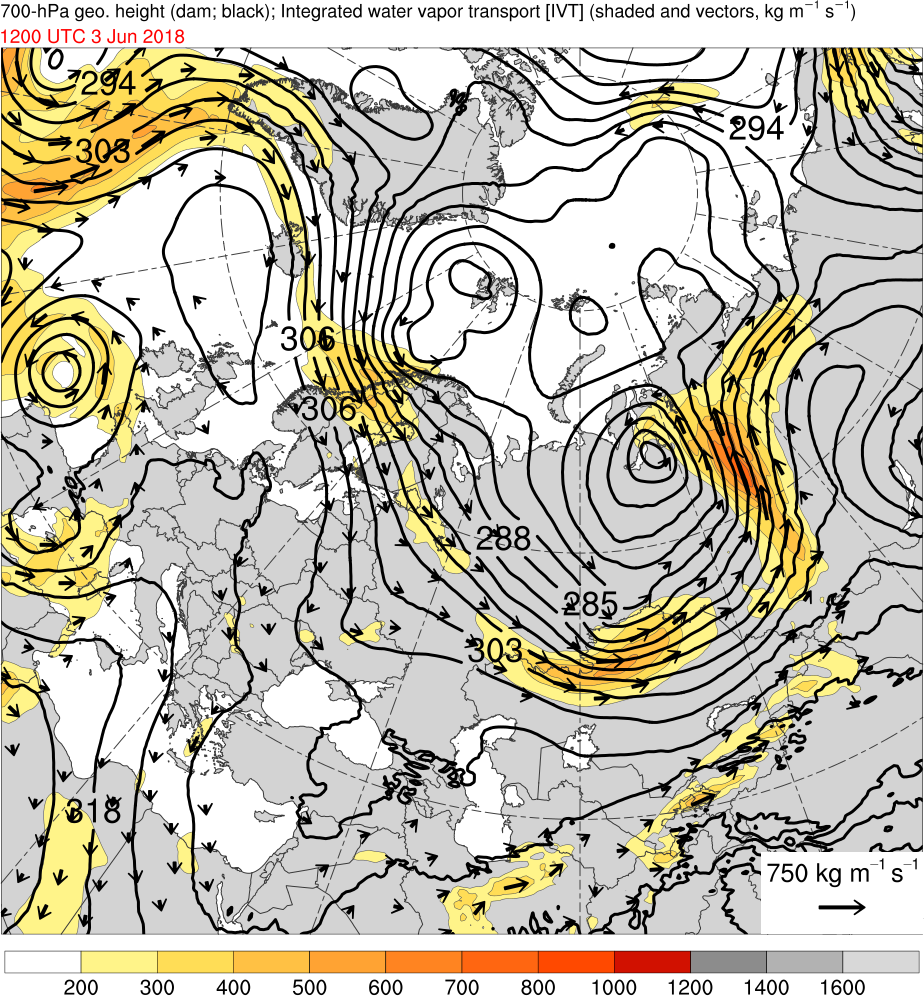 700-hPa geo. height (dam; black); Integrated water vapor transport [IVT] (shaded and vectors, kg m⁻¹ s⁻¹)
1200 UTC 3 Jun 2018
294
303
294
306
306
288
285
303
318
750 kg m⁻¹ s⁻¹
200 300 400 500 600 700 800 1000 1200 1400 1600